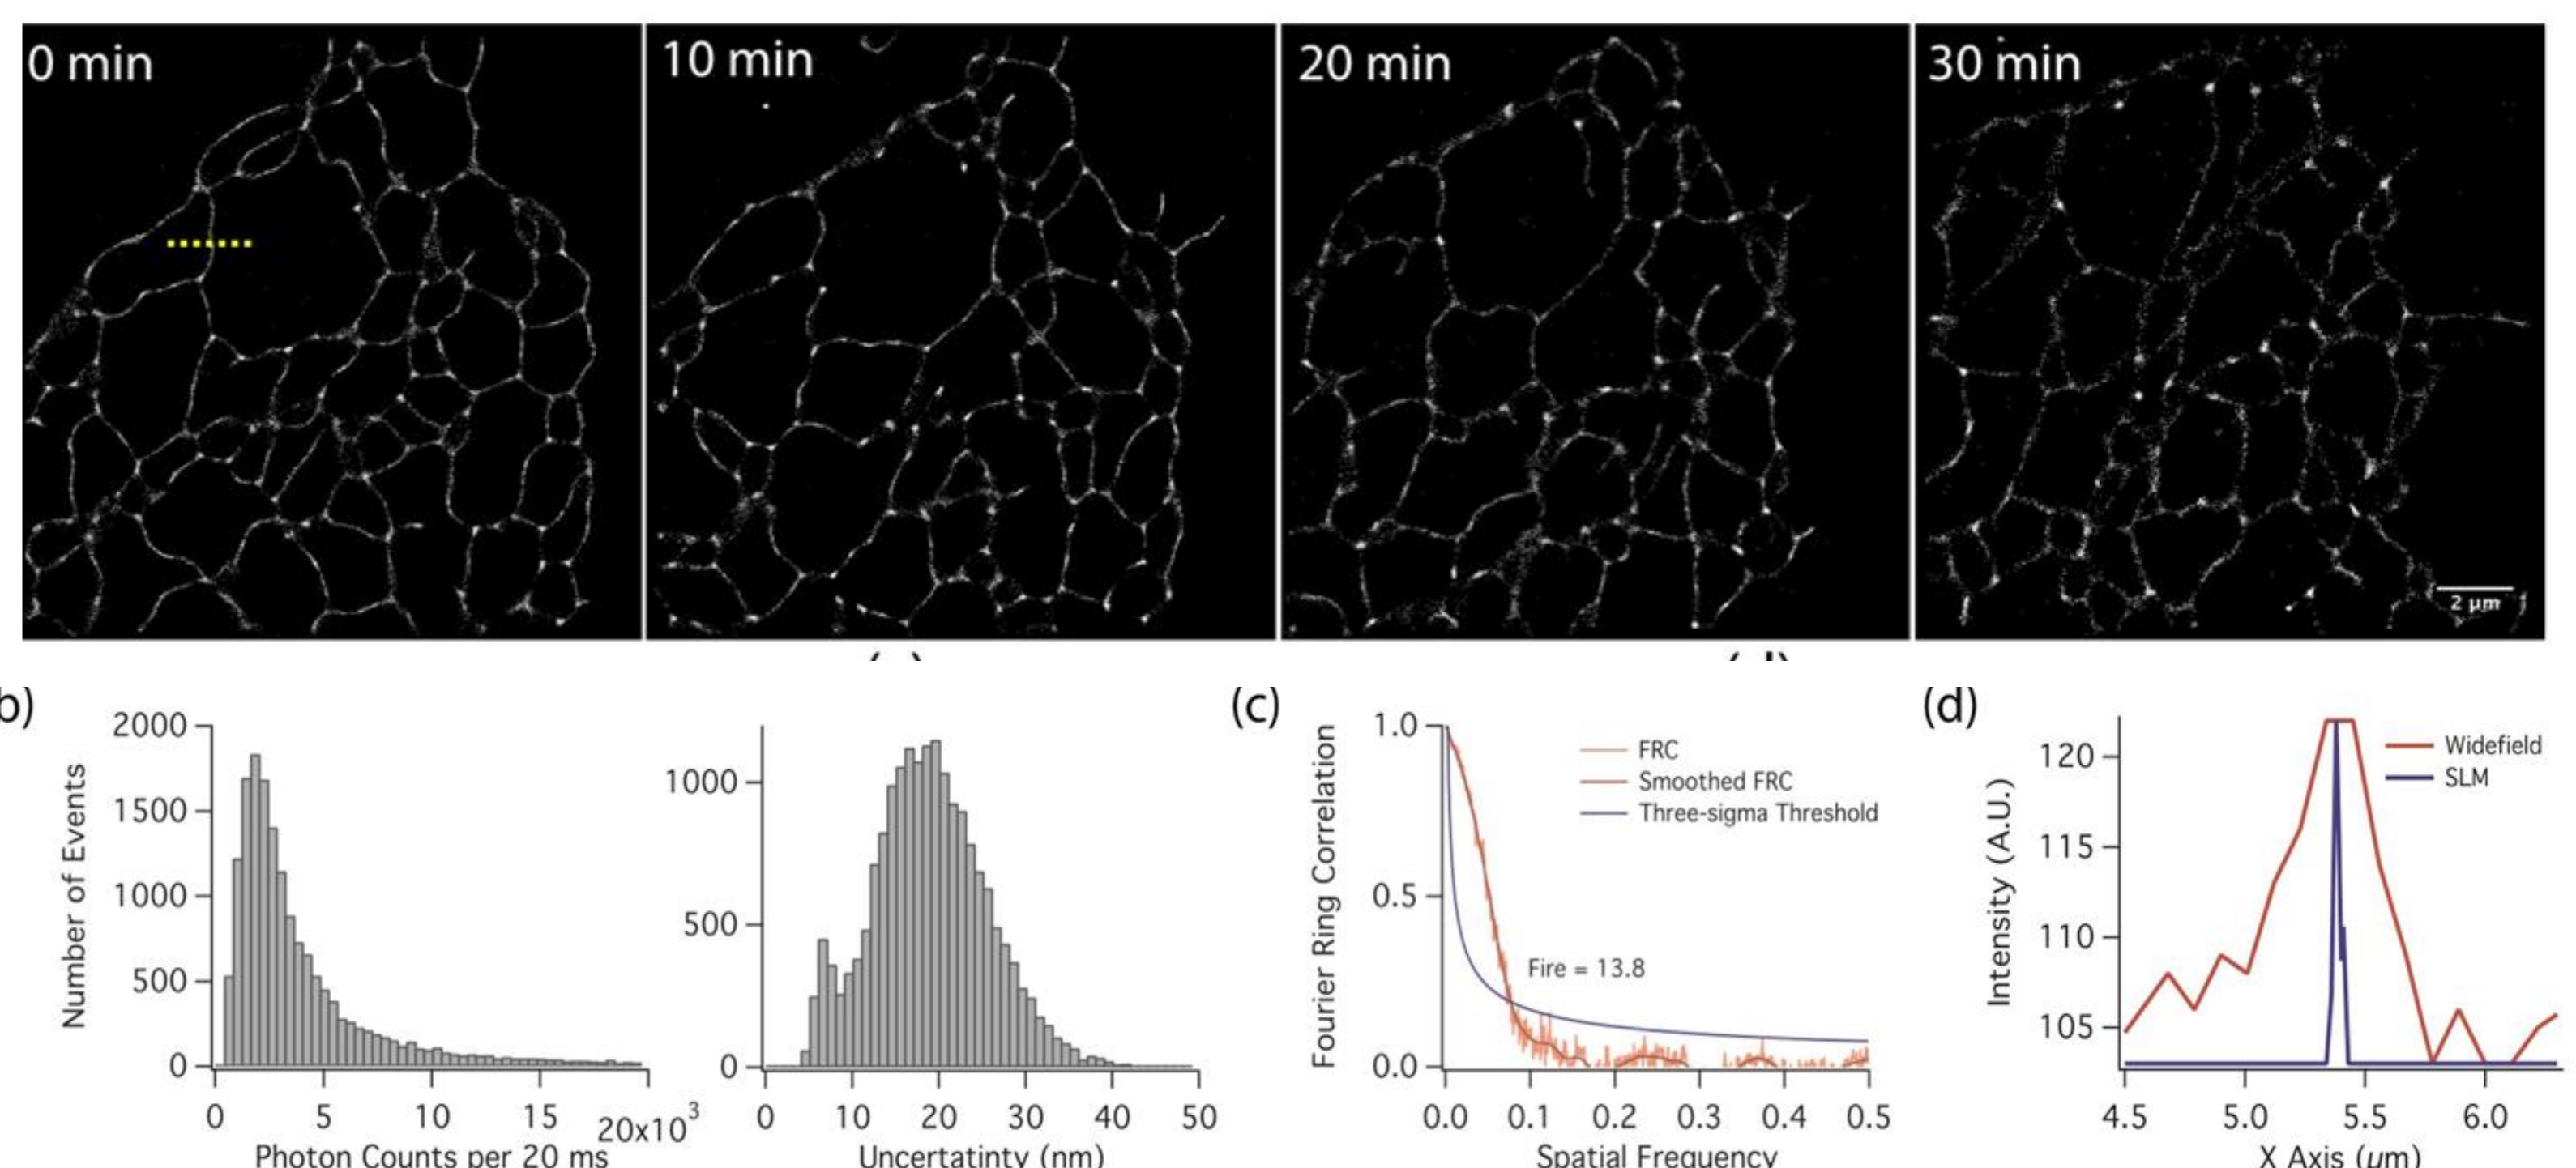 0 min
10 min
20 min
30 min
2 µm
b)
2000
1500
1000
500
0
Number of Events
0 5 10 15 20x10³
Photon Counts per 20 ms
1000
500
0
0 10 20 30 40 50
Uncertatinty (nm)
(c)
1.0
0.5
0.0
Fourier Ring Correlation
FRC
Smoothed FRC
Three-sigma Threshold
Fire = 13.8
0.0 0.1 0.2 0.3 0.4 0.5
Spatial Frequency
(d)
120
115
110
105
Intensity (A.U.)
Widefield
SLM
4.5 5.0 5.5 6.0
X Axis (µm)